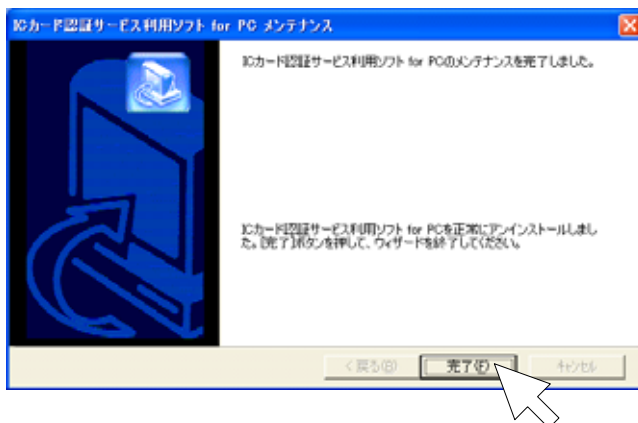 ICカード認証サービス利用ソフト for PC メンテナンス
ICカード認証サービス利用ソフト for PCのメンテナンスを完了しました。
ICカード認証サービス利用ソフト for PCを正常にアンインストールしまし
た。[完了]ボタンを押して、ウィザードを終了してください。
< 戻る(B) 完了(F) キャンセル